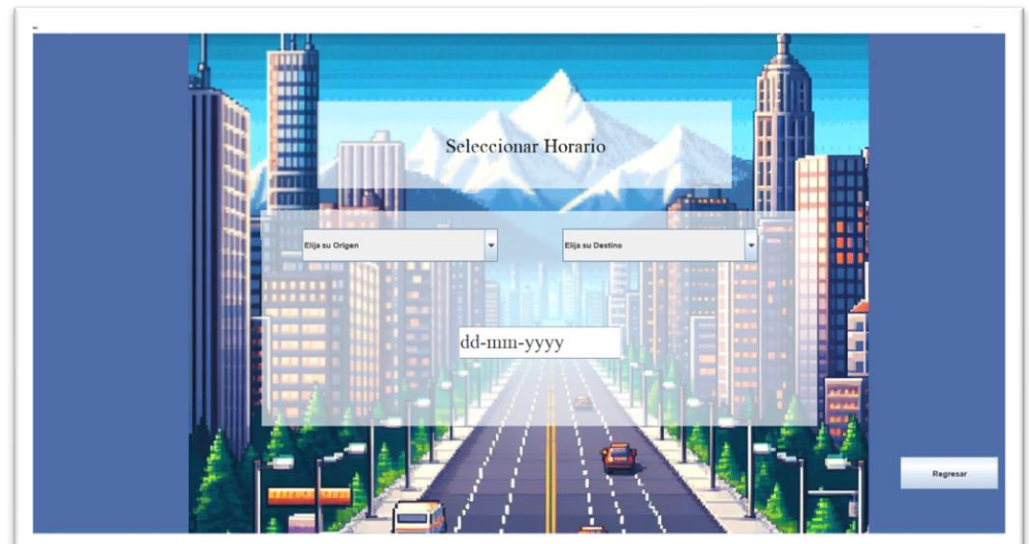 Seleccionar Horario
Elija su Origen
Elija su Destino
dd-mm-yyyy
Regresar